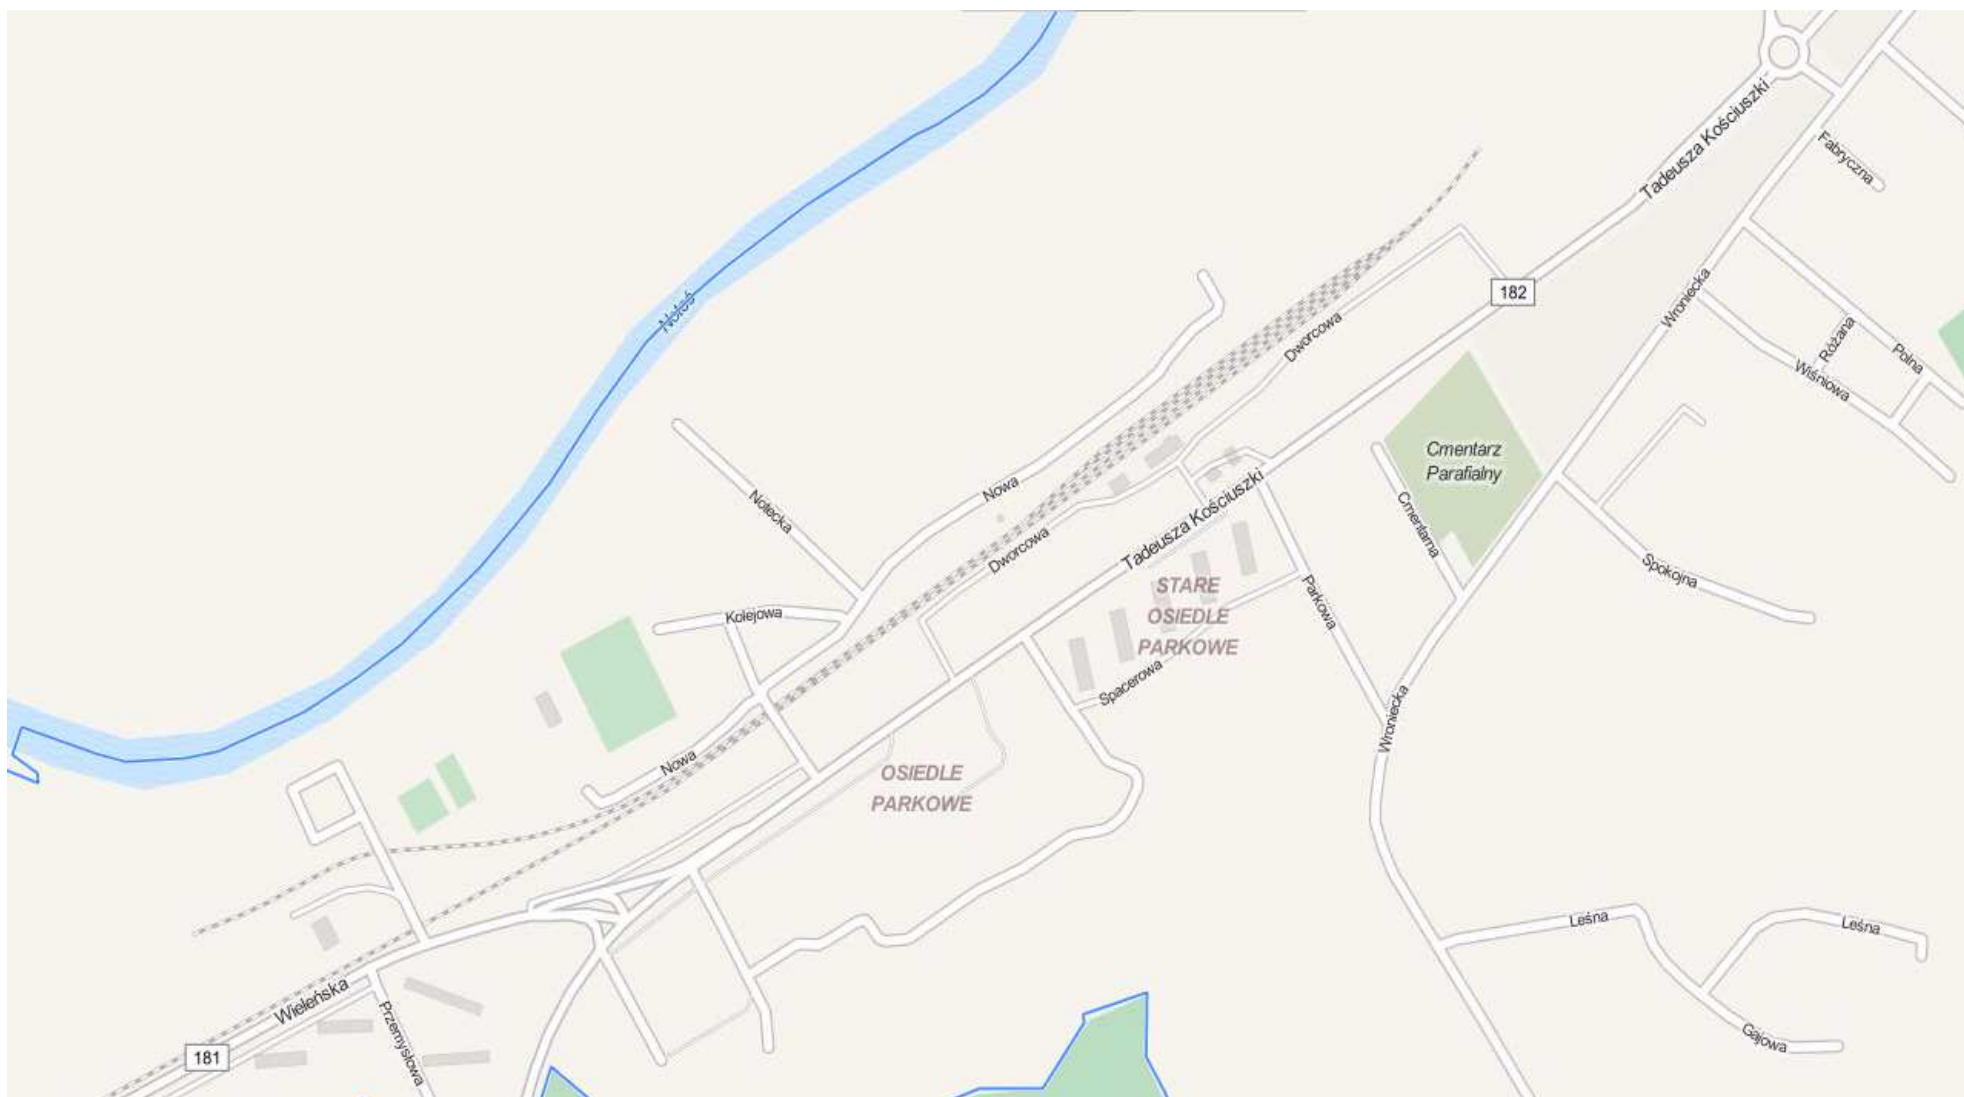 Tadeusza Kościuszki
Fabryczna
182
Wroniecka
Noteć
Dworcowa
Różana
Polna
Wiśniowa
Cmentarz
Parafialny
Nowa
Notecka
Tadeusza Kościuszki
Cmentarna
Dworcowa
Spokojna
STARE
OSIEDLE
PARKOWE
Parkowa
Kolejowa
Spacerowa
Wroniecka
Nowa
OSIEDLE
PARKOWE
Leśna
Leśna
Wieleńska
Przemysłowa
Gajowa
181